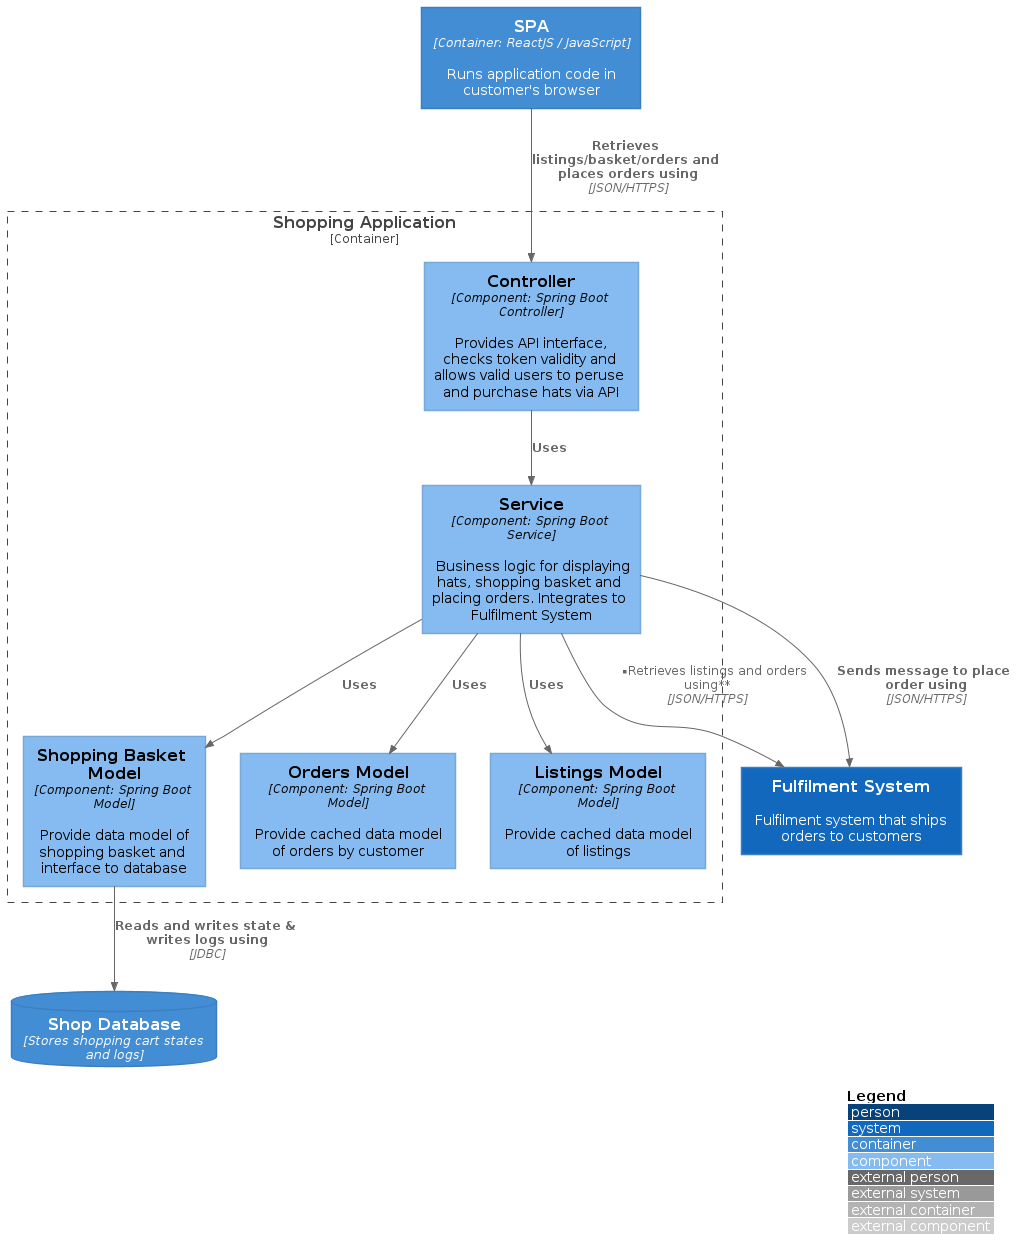 SPA
[Container: ReactJS / JavaScript]
Runs application code in
customer's browser
Retrieves
listings/basket/orders and
places orders using
[JSON/HTTPS]
Shopping Application
[Container]
Controller
[Component: Spring Boot
Controller]
Provides API interface,
checks token validity and
allows valid users to peruse
and purchase hats via API
Uses
Service
[Component: Spring Boot
Service]
Business logic for displaying
hats, shopping basket and
placing orders. Integrates to
Fulfilment System
Uses
Uses
Uses
▪Retrieves listings and orders
using**
[JSON/HTTPS]
Sends message to place
order using
[JSON/HTTPS]
Shopping Basket
Model
[Component: Spring Boot
Model]
Provide data model of
shopping basket and
interface to database
Orders Model
[Component: Spring Boot
Model]
Provide cached data model
of orders by customer
Listings Model
[Component: Spring Boot
Model]
Provide cached data model
of listings
Fulfilment System
Fulfilment system that ships
orders to customers
Reads and writes state &
writes logs using
[JDBC]
Shop Database
[Stores shopping cart states
and logs]
Legend
person
system
container
component
external person
external system
external container
external component